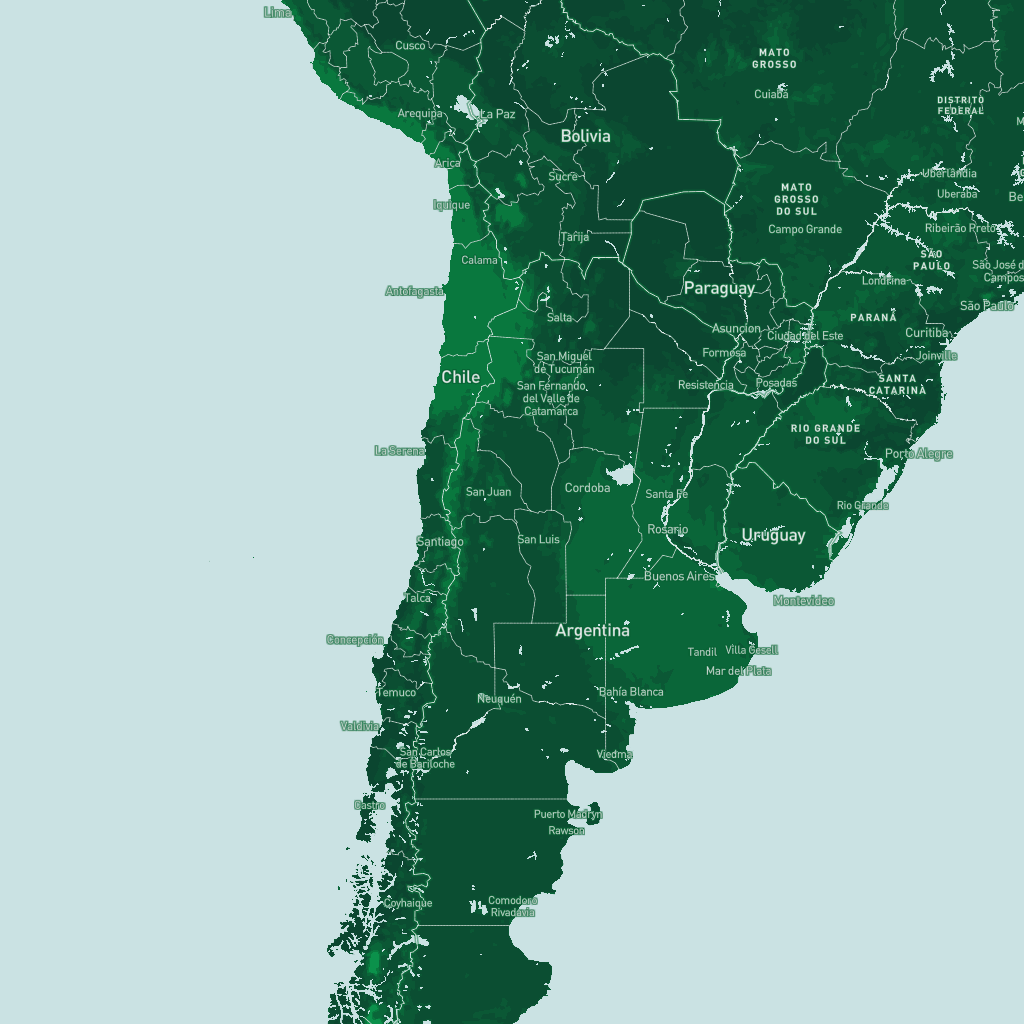 Lima
Cusco
MATO
GROSSO
Cuiabá
DISTRITO
FEDERAL
Arequipa
La Paz
Bolivia
Arica
Sucre
Uberlândia
Uberaba
Be
Iquique
MATO
GROSSO
DO SUL
Campo Grande
Ribeirão Preto
Tarija
SÃO
PAULO
Calama
São José d
Campos
Antofagasta
Paraguay
Londrina
São Paulo
Salta
PARANÁ
Asuncion
Ciudad del Este
Curitiba
San Miguel
de Tucumán
Formosa
Joinville
Chile
San Fernando
del Valle de
Catamarca
Resistencia
Posadas
SANTA
CATARINA
RIO GRANDE
DO SUL
La Serena
Porto Alegre
San Juan
Cordoba
Santa Fe
Rio Grande
Rosario
Santiago
San Luis
Uruguay
Buenos Aires
Talca
Montevideo
Argentina
Concepción
Tandil
Villa Gesell
Mar del Plata
Temuco
Neuquén
Bahía Blanca
Valdivia
San Carlos
de Bariloche
Viedma
Castro
Puerto Madryn
Rawson
Coyhaique
Comodoro
Rivadavia